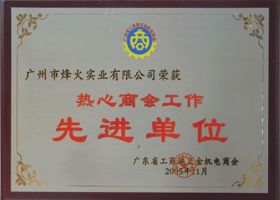 商
广州市烽火实业有限公司荣获
热心商会工作
先进单位
广东省工商联五金机电商会
2005年11月